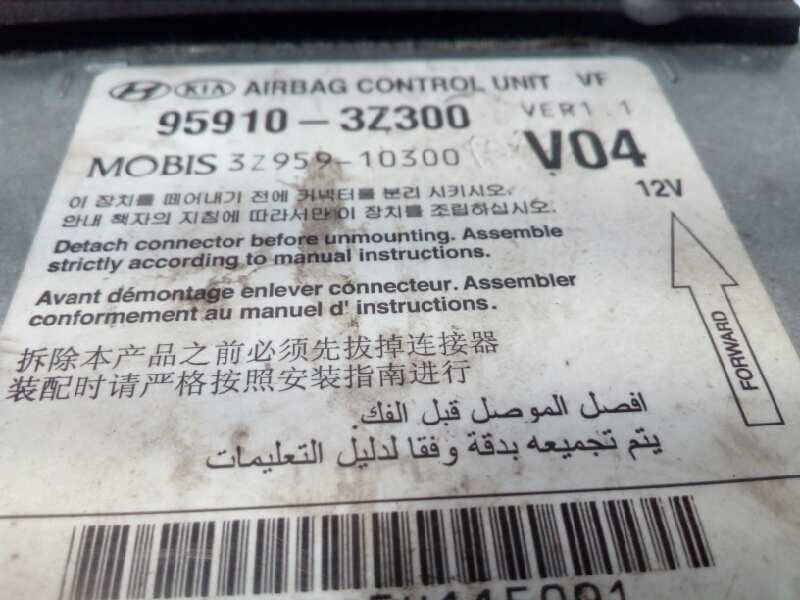 KIA AIRBAG CONTROL UNIT VF
95910-3Z300 VER1.1
MOBIS 3Z959-10300 V04
12V
이 장치를 떼어내기 전에 커넥터를 분리 시키시오.
안내 책자의 지침에 따라서만 이 장치를 조립하십시오.
Detach connector before unmounting. Assemble
strictly according to manual instructions.
Avant démontage enlever connecteur. Assembler
conformement au manuel d' instructions.
FORWARD
拆除本产品之前必须先拔掉连接器
装配时请严格按照安装指南进行
افصل الموصل قبل الفك.
يتم تجميعه بدقة وفقا لدليل التعليمات